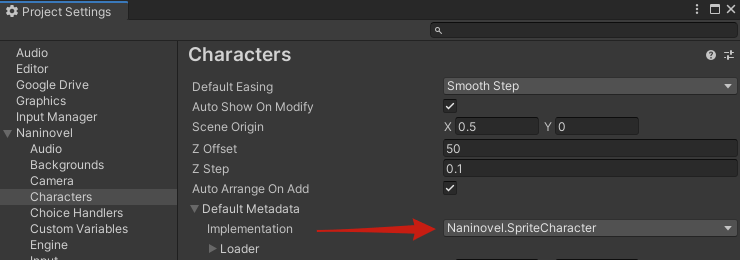 Project Settings
Audio
Editor
Google Drive
Graphics
Input Manager
Naninovel
Audio
Backgrounds
Camera
Characters
Choice Handlers
Custom Variables
Engine
Input
Characters
Default Easing Smooth Step
Auto Show On Modify
Scene Origin X 0.5 Y 0
Z Offset 50
Z Step 0.1
Auto Arrange On Add
Default Metadata
Implementation Naninovel.SpriteCharacter
Loader